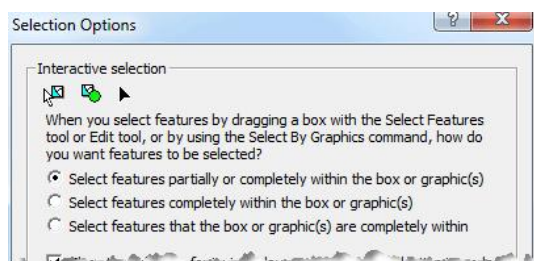 Selection Options
Interactive selection
When you select features by dragging a box with the Select Features
tool or Edit tool, or by using the Select By Graphics command, how do
you want features to be selected?
Select features partially or completely within the box or graphic(s)
Select features completely within the box or graphic(s)
Select features that the box or graphic(s) are completely within